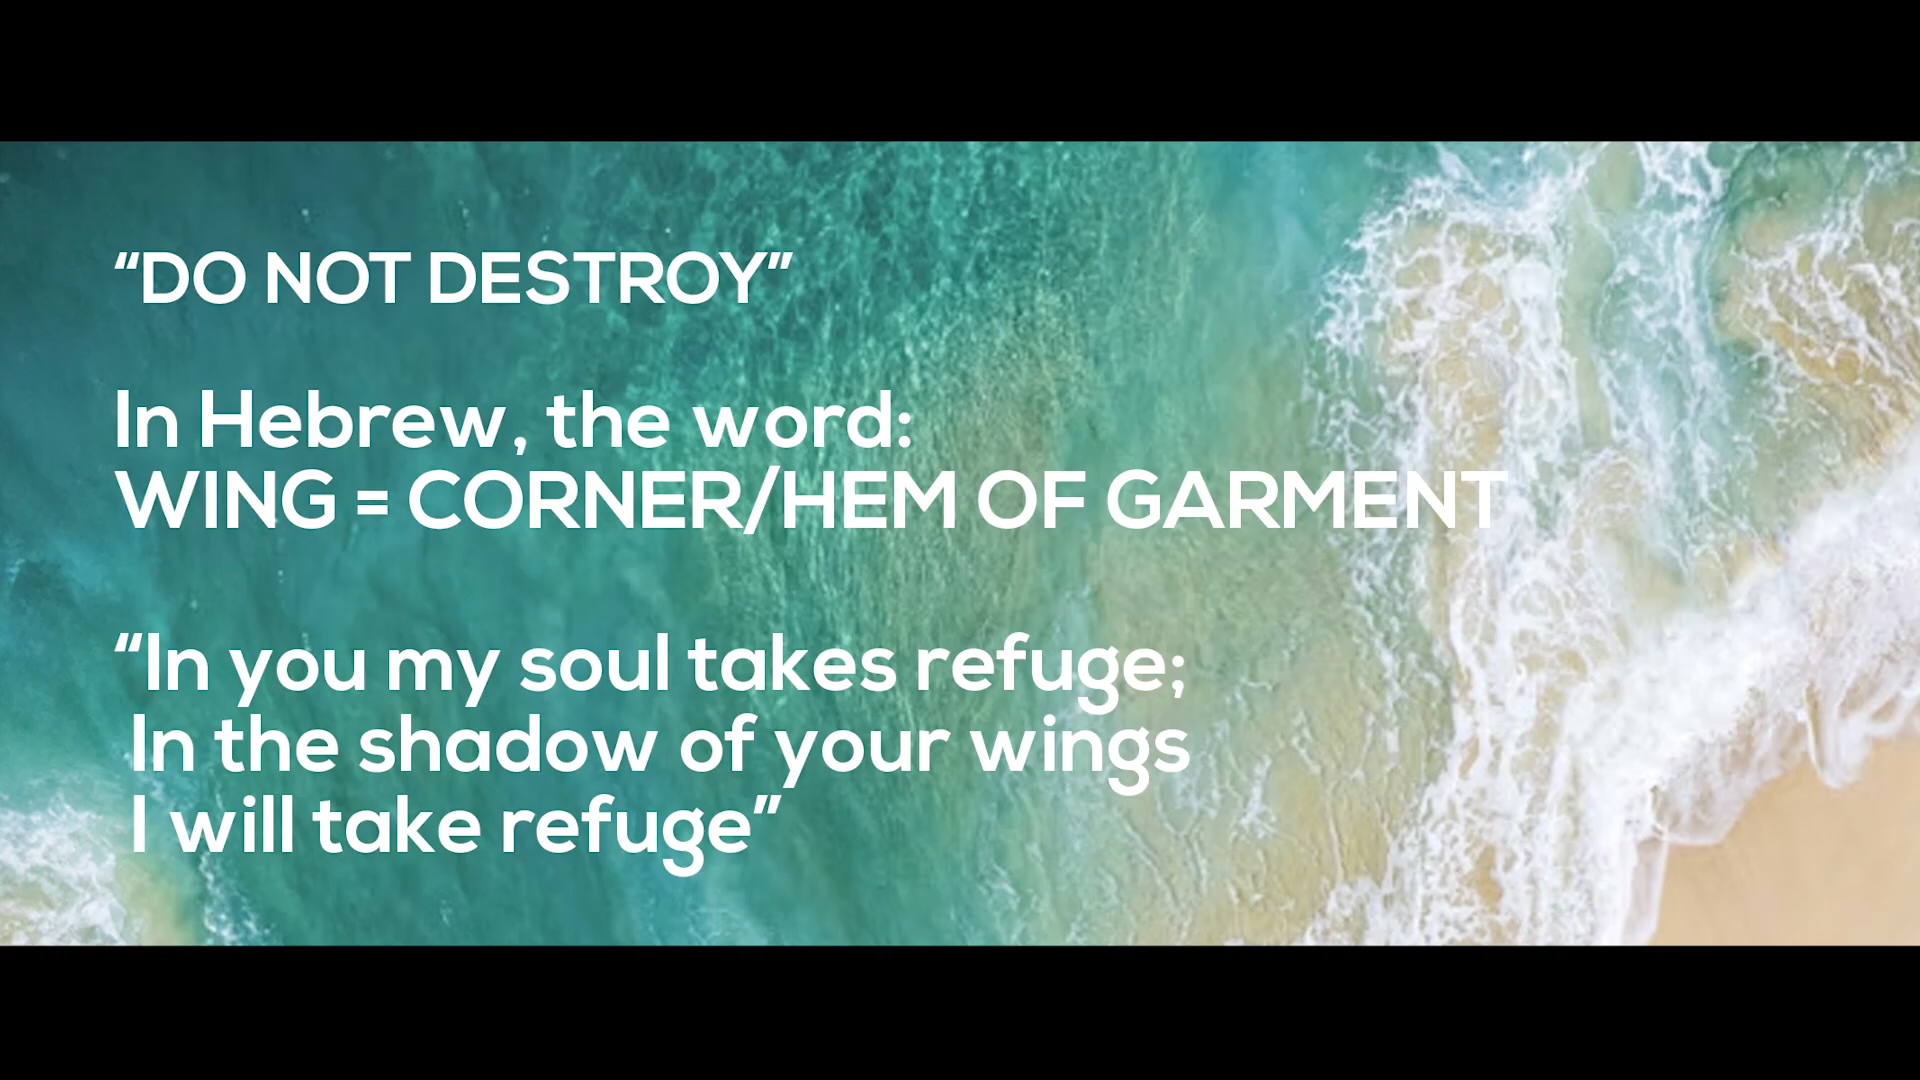 “DO NOT DESTROY”
In Hebrew, the word:
WING = CORNER/HEM OF GARMENT
“In you my soul takes refuge;
In the shadow of your wings
I will take refuge”